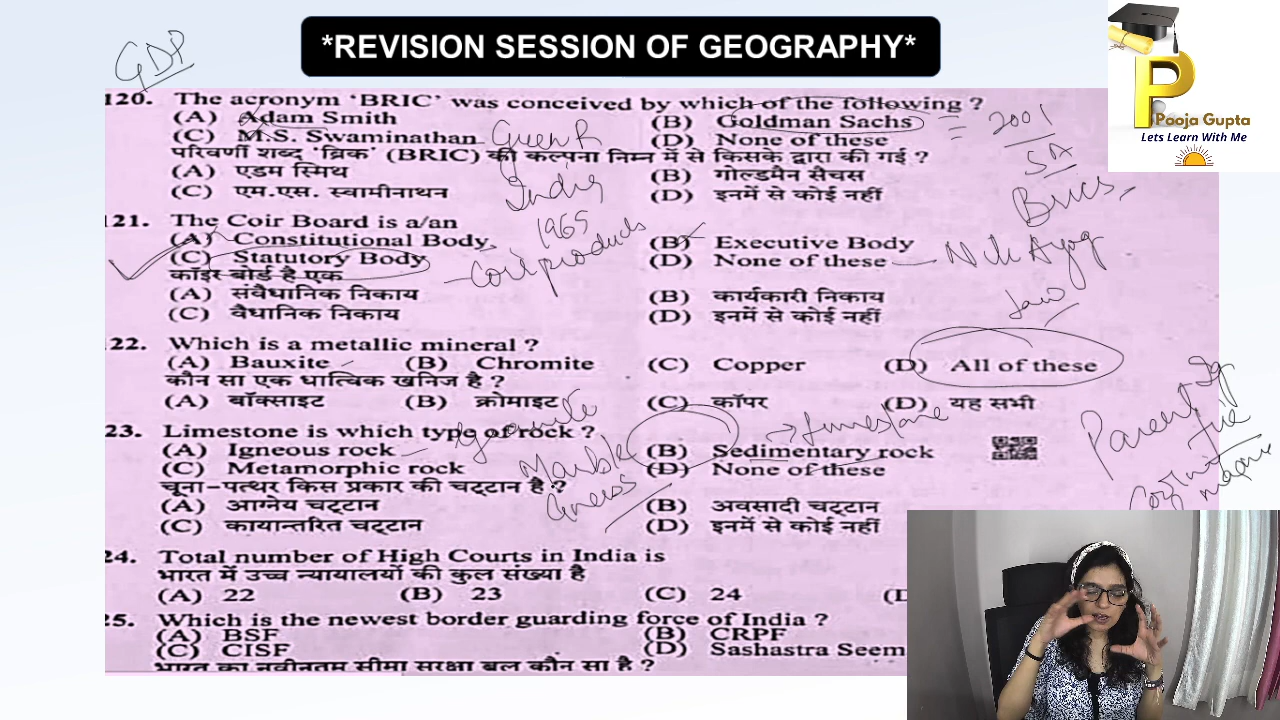 *REVISION SESSION OF GEOGRAPHY*
GDP
Pooja Gupta
Lets Learn With Me
120. The acronym 'BRIC' was conceived by which of the following ?
(A) Adam Smith (B) Goldman Sachs = 2001
(C) M.S. Swaminathan Green R (D) None of these SA
परिवर्णी शब्द 'ब्रिक' (BRIC) की कल्पना निम्न में से किसके द्वारा की गई ?
(A) एडम स्मिथ India (B) गोल्डमैन सैचस Brics
(C) एम.एस. स्वामीनाथन (D) इनमें से कोई नहीं
121. The Coir Board is a/an 1965
(A) Constitutional Body (B) Executive Body
(C) Statutory Body Coir products (D) None of these
कॉइर बोर्ड है एक
(A) संवैधानिक निकाय (B) कार्यकारी निकाय
(C) वैधानिक निकाय (D) इनमें से कोई नहीं
22. Which is a metallic mineral ?
(A) Bauxite (B) Chromite (C) Copper (D) All of these
कौन सा एक धात्विक खनिज है ?
(A) बॉक्साइट (B) क्रोमाइट (C) कॉपर (D) यह सभी
23. Limestone is which type of rock ? → Limestone
(A) Igneous rock Granite (B) Sedimentary rock
(C) Metamorphic rock Marble (D) None of these
चूना-पत्थर किस प्रकार की चट्टान है ? Gneiss
(A) आग्नेय चट्टान (B) अवसादी चट्टान
(C) कायान्तरित चट्टान (D) इनमें से कोई नहीं
Parent
24. Total number of High Courts in India is
भारत में उच्च न्यायालयों की कुल संख्या है
(A) 22 (B) 23 (C) 24
25. Which is the newest border guarding force of India ?
(A) BSF (B) CRPF
(C) CISF (D) Sashastra Seem
भारत का नवीनतम सीमा सुरक्षा बल कौन सा है ?